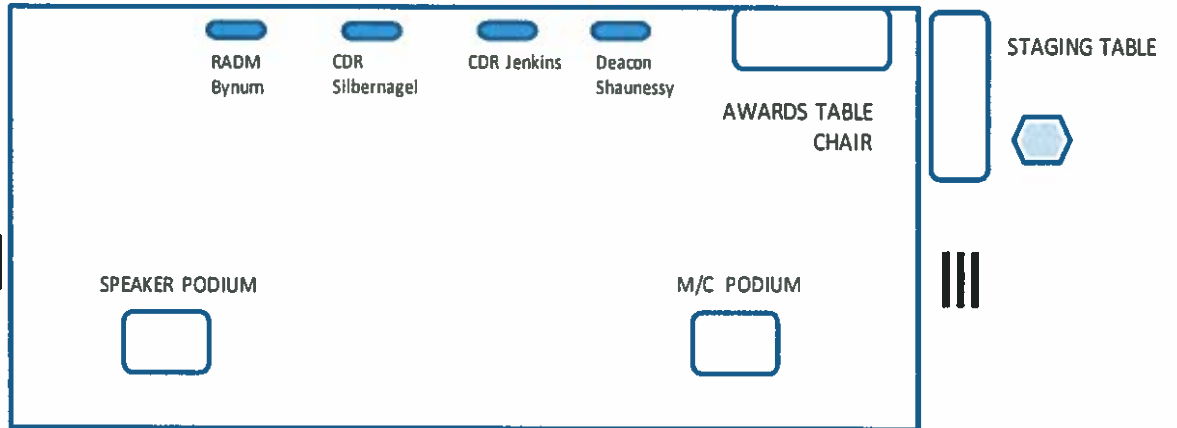 RADM
Bynum
CDR
Silbernagel
CDR Jenkins
Deacon
Shaunessy
AWARDS TABLE
CHAIR
STAGING TABLE
SPEAKER PODIUM
M/C PODIUM